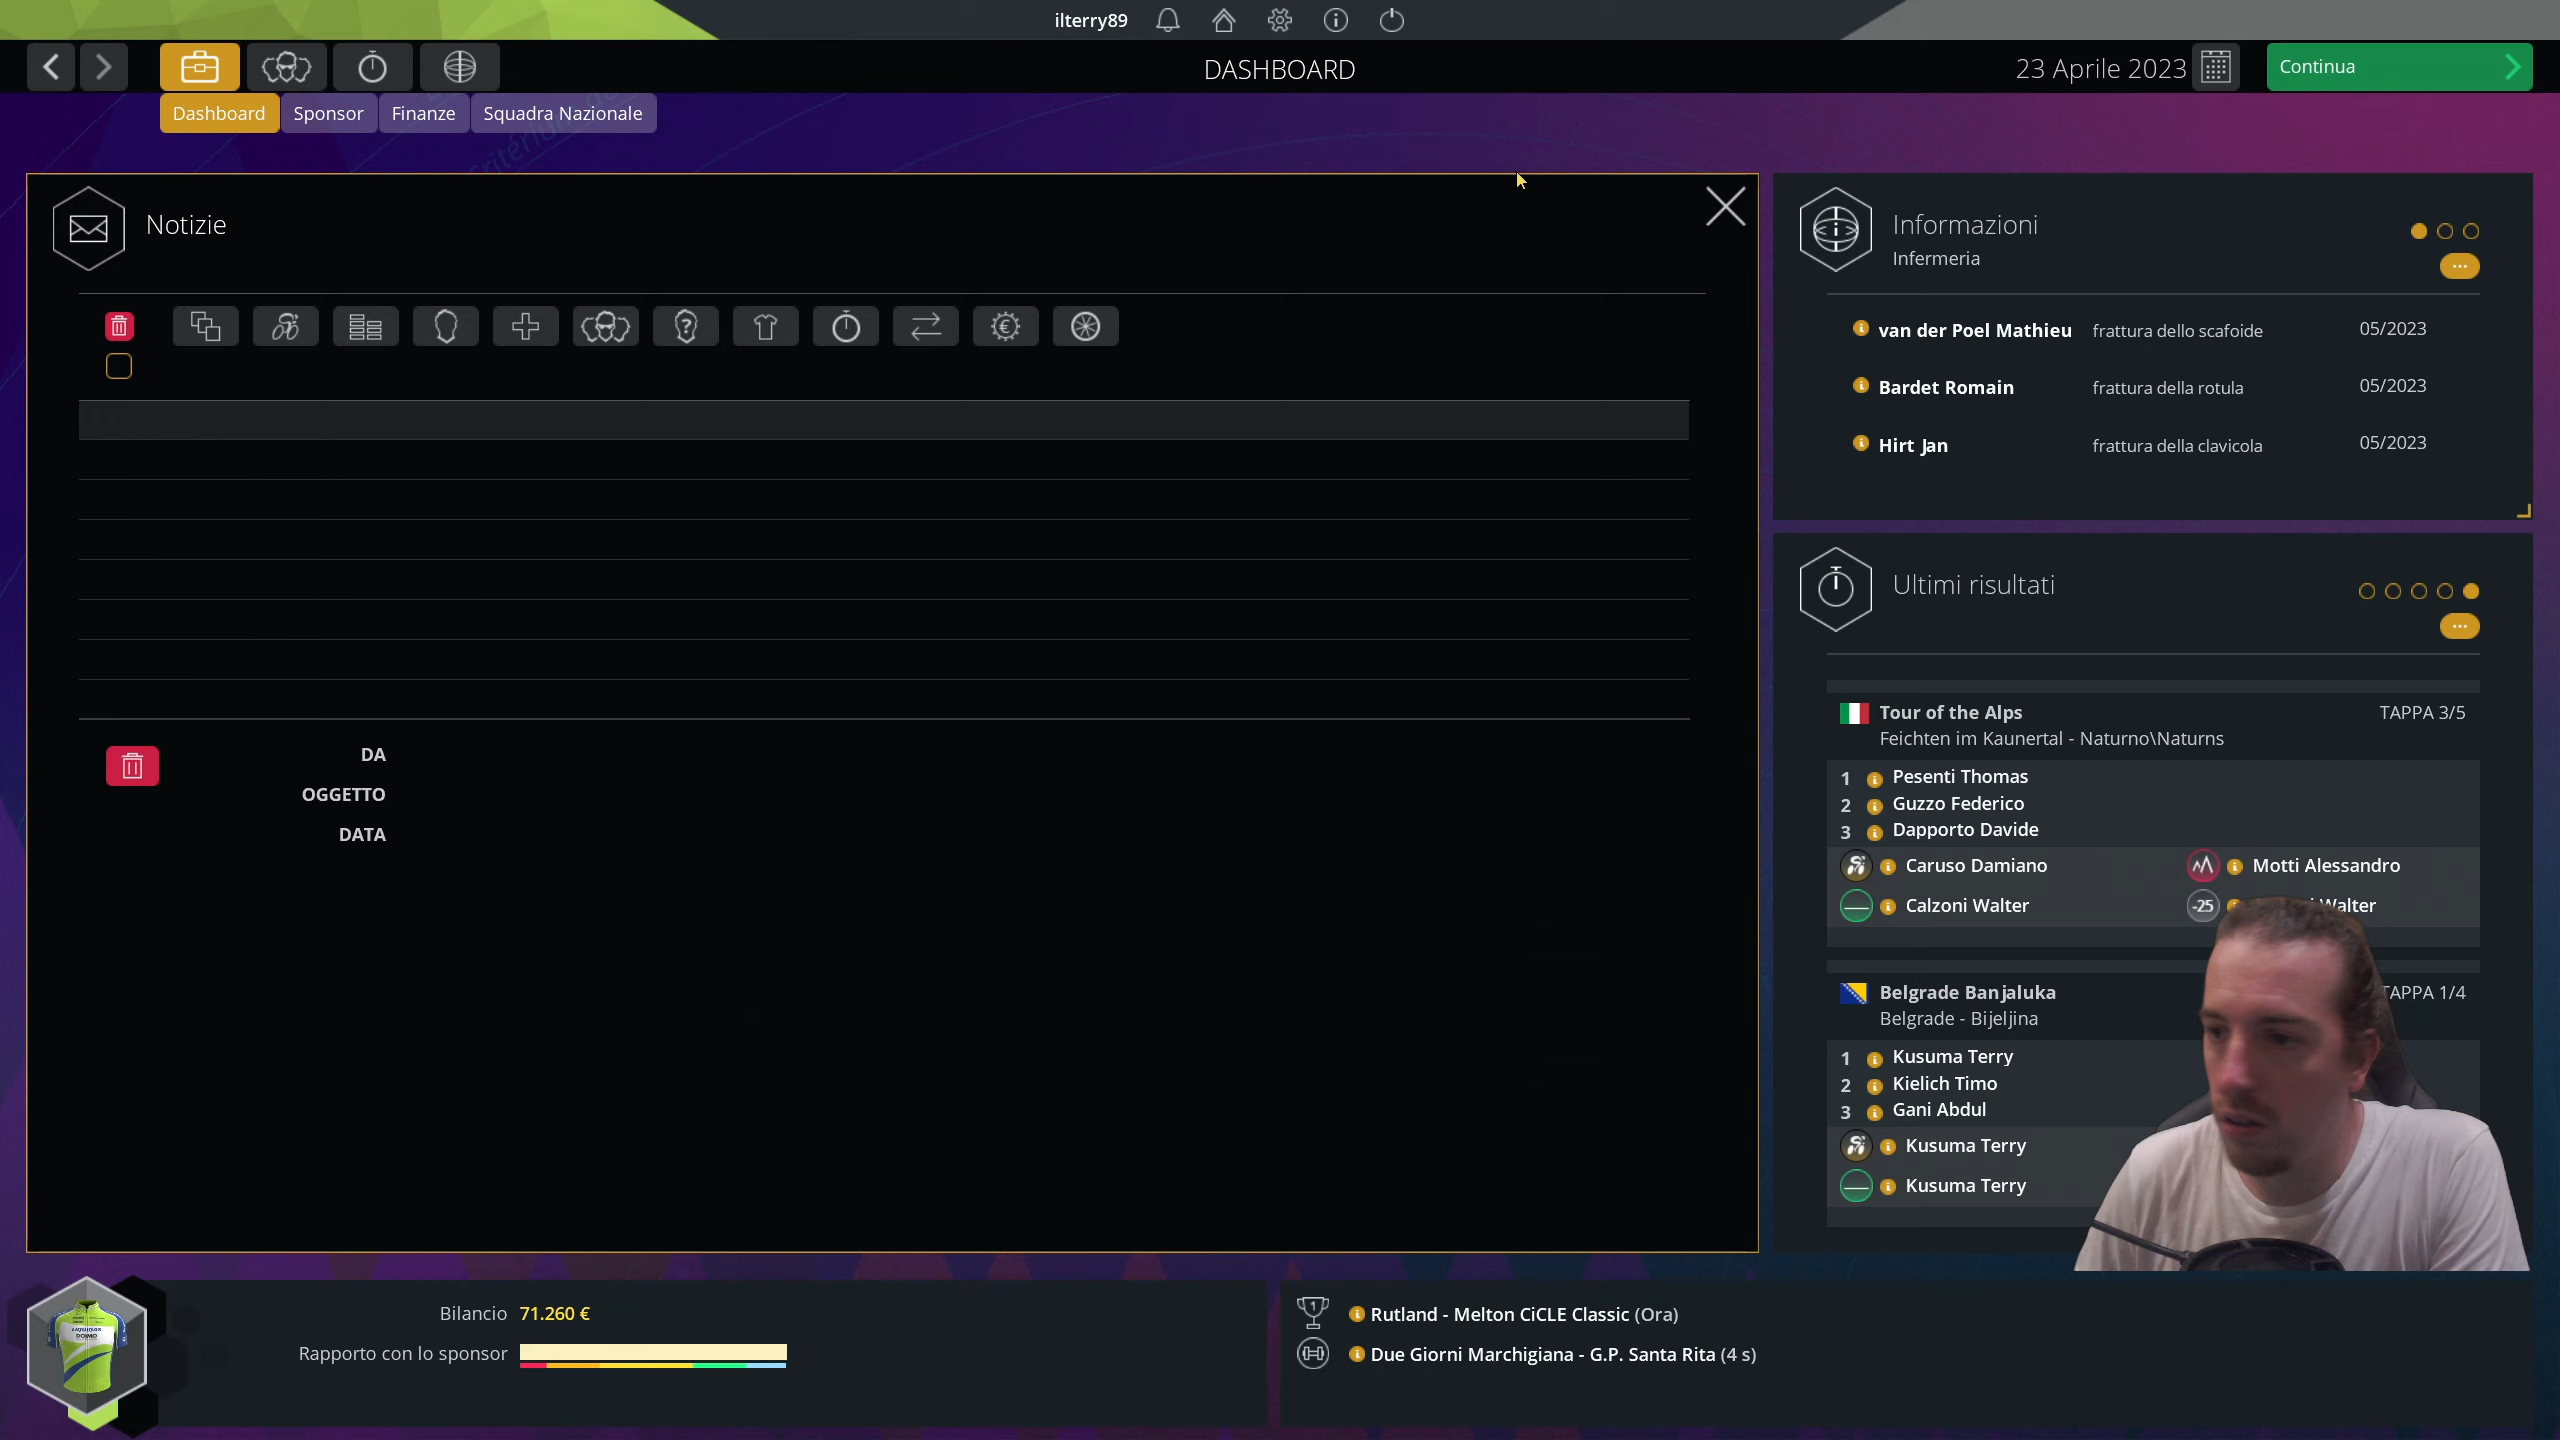 ilterry89
DASHBOARD
23 Aprile 2023
Continua
Dashboard
Sponsor
Finanze
Squadra Nazionale
Notizie
DA
OGGETTO
DATA
Informazioni
Infermeria
van der Poel Mathieu frattura dello scafoide 05/2023
Bardet Romain frattura della rotula 05/2023
Hirt Jan frattura della clavicola 05/2023
Ultimi risultati
Tour of the Alps TAPPA 3/5
Feichten im Kaunertal - Naturno\Naturns
1 Pesenti Thomas
2 Guzzo Federico
3 Dapporto Davide
Caruso Damiano Motti Alessandro
Calzoni Walter -25 Walter
Belgrade Banjaluka TAPPA 1/4
Belgrade - Bijeljina
1 Kusuma Terry
2 Kielich Timo
3 Gani Abdul
Kusuma Terry
Kusuma Terry
Bilancio 71.260 €
Rapporto con lo sponsor
Rutland - Melton CiCLE Classic (Ora)
Due Giorni Marchigiana - G.P. Santa Rita (4 s)